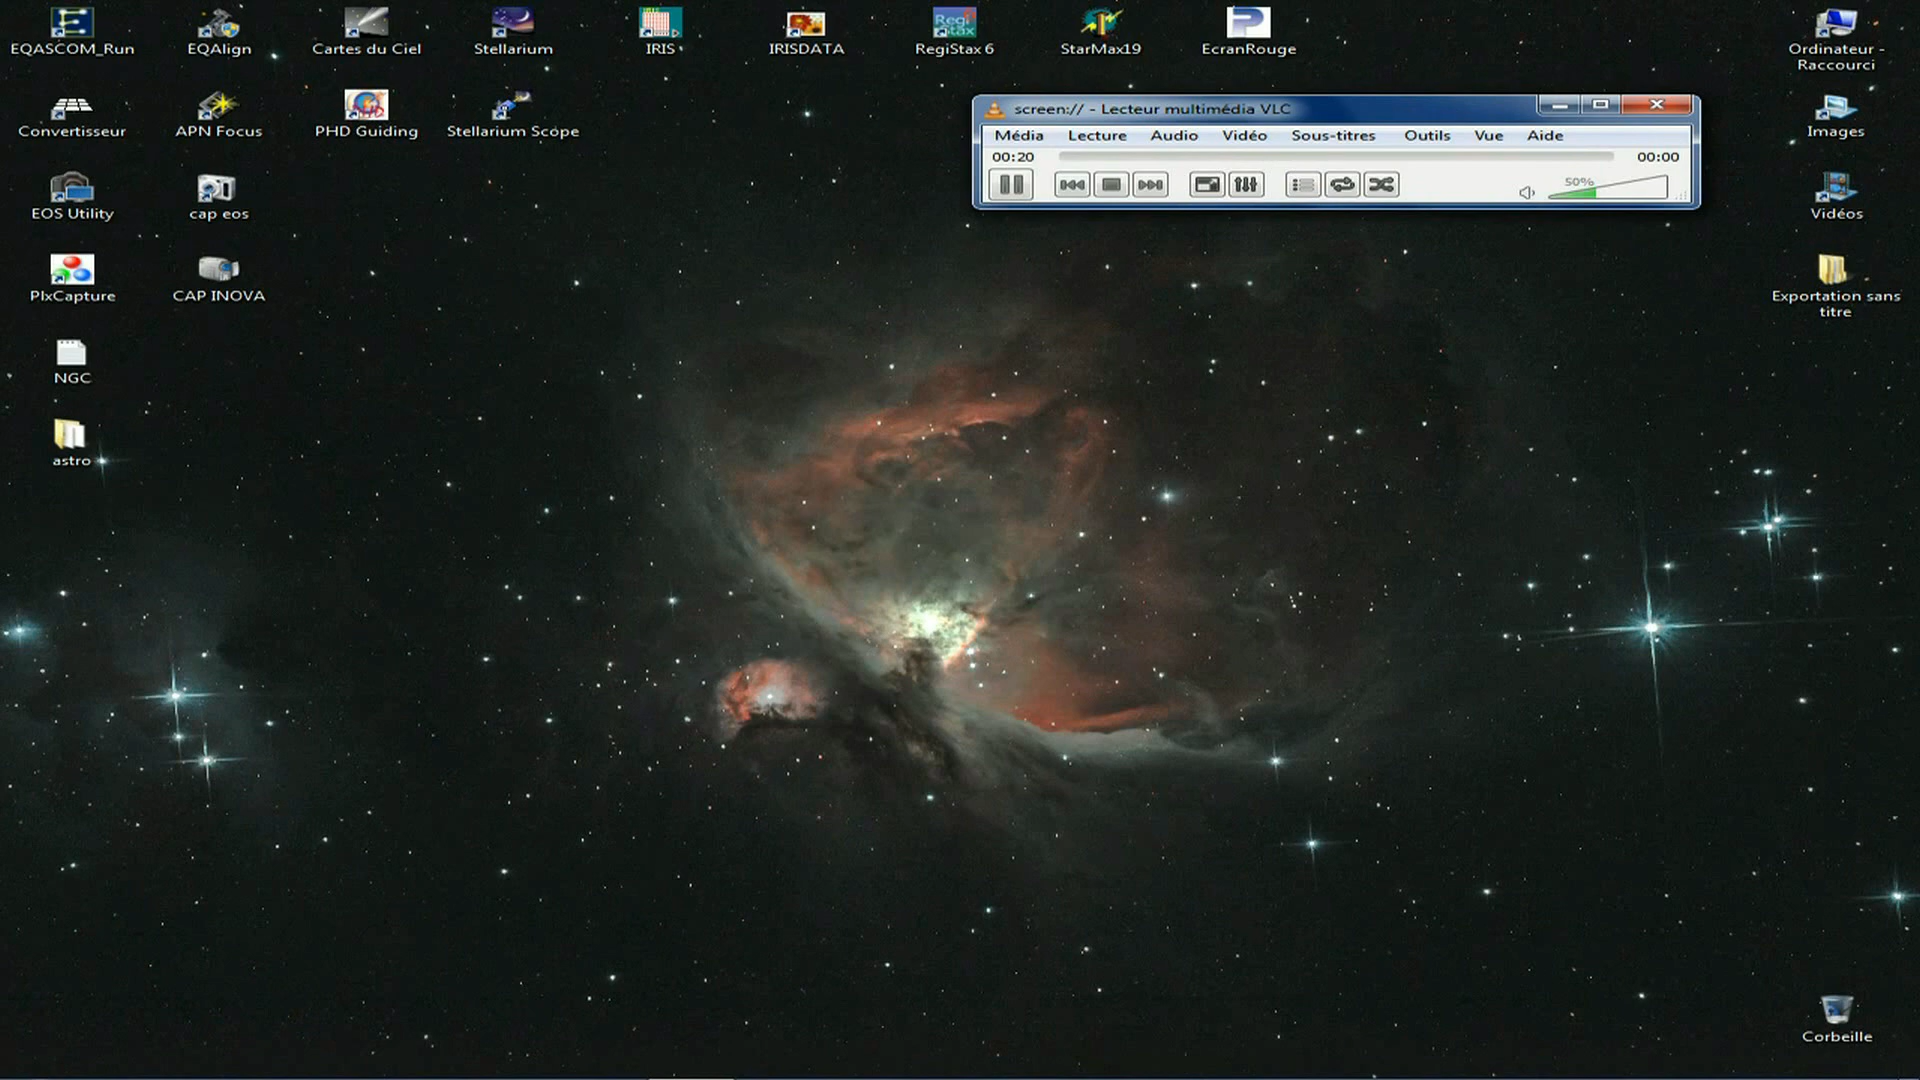 EQASCOM_Run
EQAlign
Cartes du Ciel
Stellarium
IRIS
IRISDATA
RegiStax 6
StarMax19
EcranRouge
Ordinateur -
Raccourci
screen:// - Lecteur multimédia VLC
Média Lecture Audio Vidéo Sous-titres Outils Vue Aide
00:20
00:00
50%
Convertisseur
APN Focus
PHD Guiding
Stellarium Scope
Images
EOS Utility
cap eos
Vidéos
PlxCapture
CAP INOVA
Exportation sans
titre
NGC
astro
Corbeille